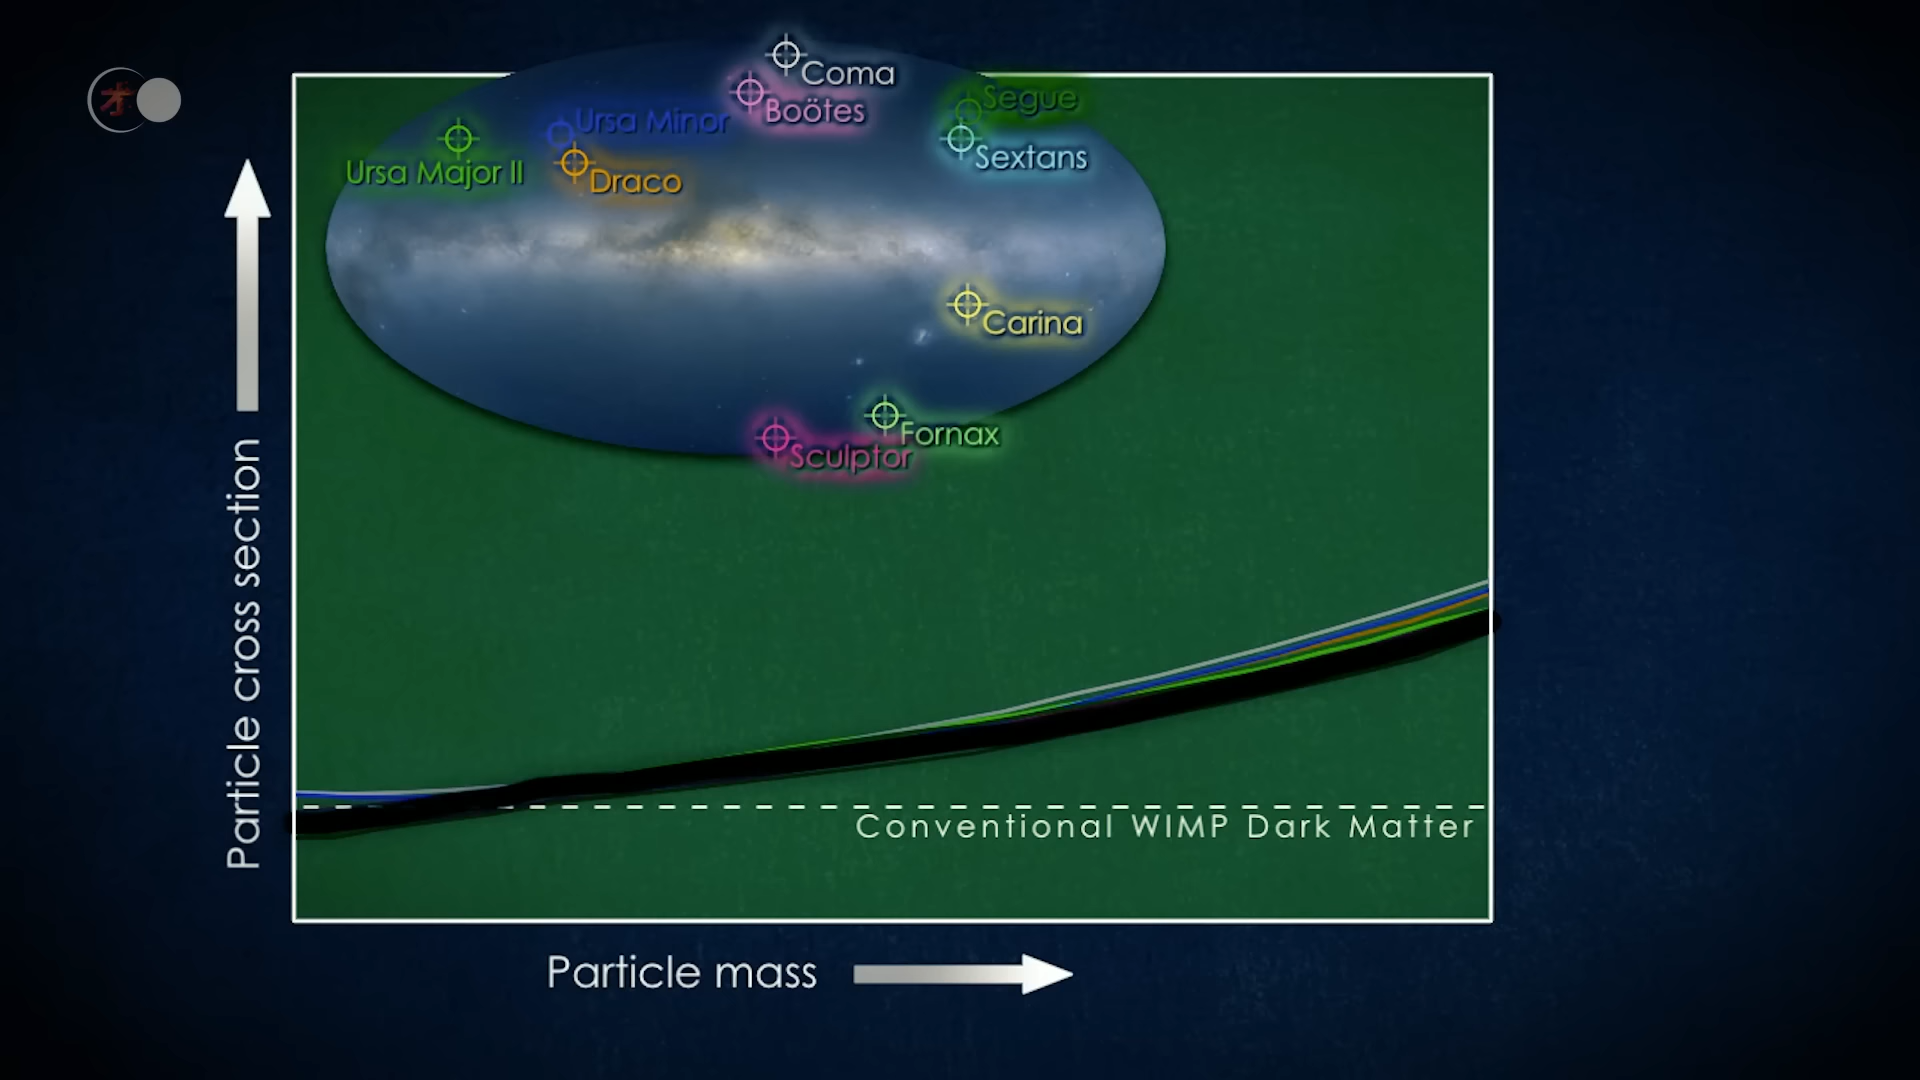 才
Coma
Boötes
Segue
Ursa Minor
Sextans
Ursa Major II
Draco
Carina
Fornax
Sculptor
Particle cross section
Conventional WIMP Dark Matter
Particle mass